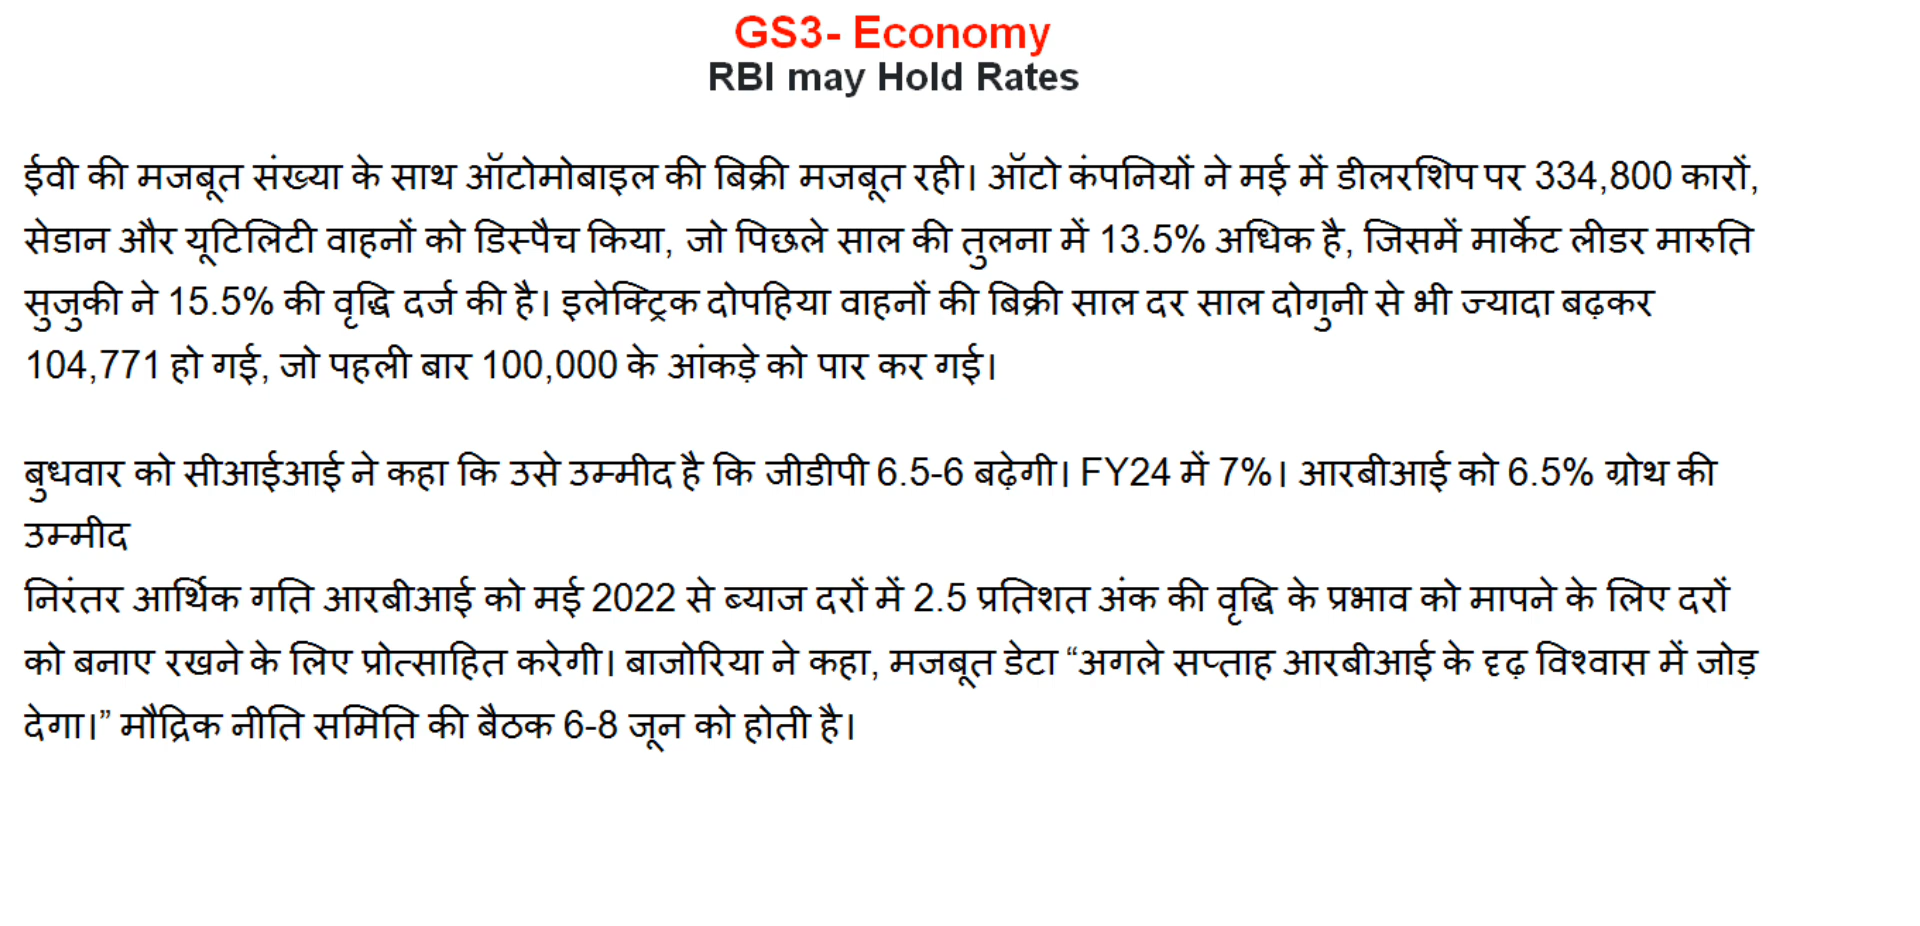 GS3- Economy
RBI may Hold Rates
ईवी की मजबूत संख्या के साथ ऑटोमोबाइल की बिक्री मजबूत रही। ऑटो कंपनियों ने मई में डीलरशिप पर 334,800 कारों,
सेडान और यूटिलिटी वाहनों को डिस्पैच किया, जो पिछले साल की तुलना में 13.5% अधिक है, जिसमें मार्केट लीडर मारुति
सुजुकी ने 15.5% की वृद्धि दर्ज की है। इलेक्ट्रिक दोपहिया वाहनों की बिक्री साल दर साल दोगुनी से भी ज्यादा बढ़कर
104,771 हो गई, जो पहली बार 100,000 के आंकड़े को पार कर गई।
बुधवार को सीआईआई ने कहा कि उसे उम्मीद है कि जीडीपी 6.5-6 बढ़ेगी। FY24 में 7%। आरबीआई को 6.5% ग्रोथ की
उम्मीद
निरंतर आर्थिक गति आरबीआई को मई 2022 से ब्याज दरों में 2.5 प्रतिशत अंक की वृद्धि के प्रभाव को मापने के लिए दरों
को बनाए रखने के लिए प्रोत्साहित करेगी। बाजोरिया ने कहा, मजबूत डेटा “अगले सप्ताह आरबीआई के दृढ़ विश्वास में जोड़
देगा।” मौद्रिक नीति समिति की बैठक 6-8 जून को होती है।